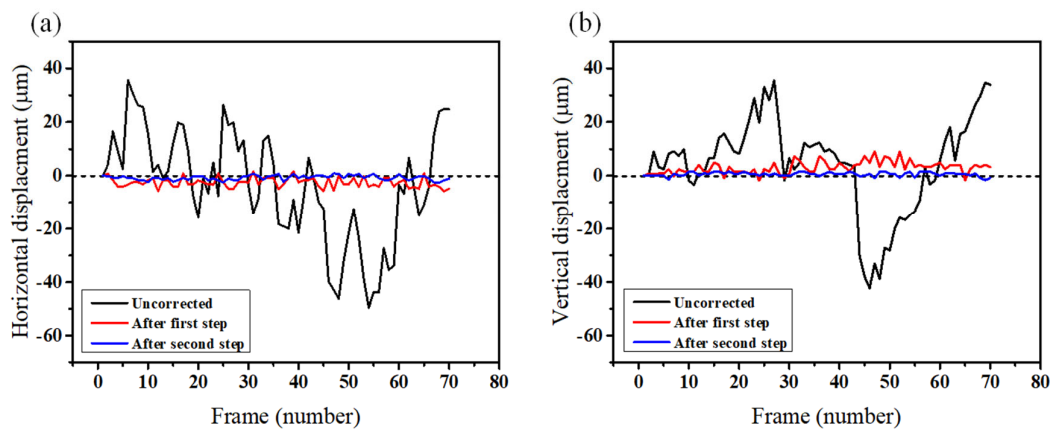 (a)
40
20
0
-20
-40
-60
Horizontal displacement (μm)
Uncorrected
After first step
After second step
0 10 20 30 40 50 60 70 80
Frame (number)
(b)
40
20
0
-20
-40
-60
Vertical displacement (μm)
Uncorrected
After first step
After second step
0 10 20 30 40 50 60 70 80
Frame (number)